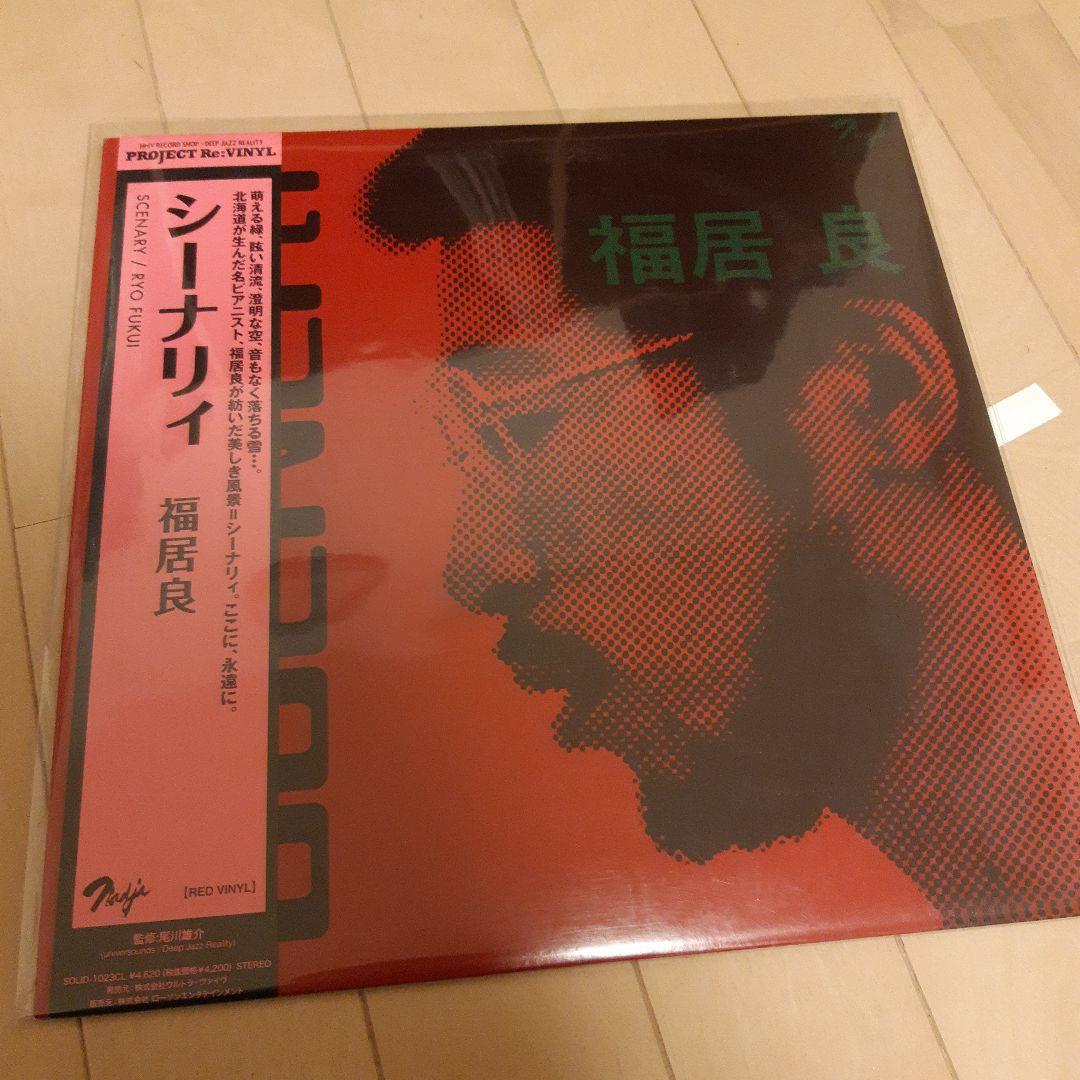 HMV RECORD SHOP - DEEP JAZZ REALITY
PROJECT Re:VINYL
シーナリィ
福居良
SCENARY / RYO FUKUI
萌える緑、眩い清流、澄明な空、音もなく落ちる雪…。
北海道が生んだ名ピアニスト、福居良が紡いだ美しき風景=シーナリィ。ここに、永遠に。
Nadja
【RED VINYL】
監修:尾川雄介
(universounds / Deep Jazz Reality)
SOLID-1023CL ¥4,620 (税抜価格¥4,200) STEREO
発売元:株式会社ウルトラ・ヴァイヴ
販売元:株式会社 ローソンエンタテインメント
福居 良